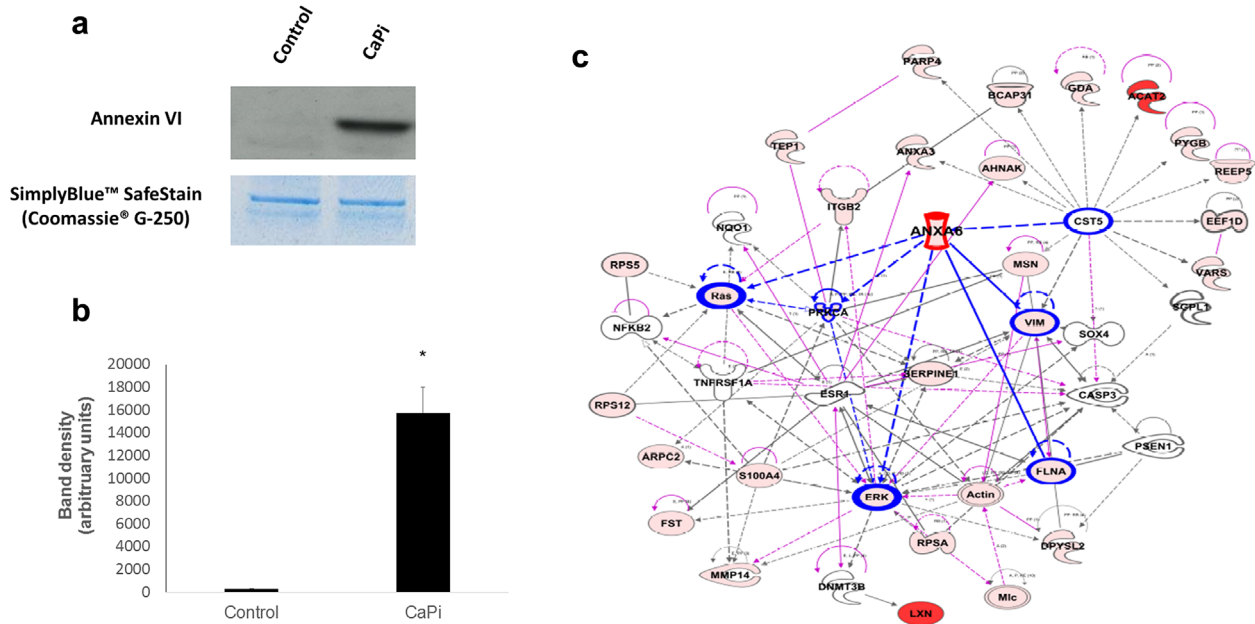 a
Control
CaPi
Annexin VI
SimplyBlue™ SafeStain
(Coomassie® G-250)
b
Band density
(arbitruary units)
20000
18000
16000
14000
12000
10000
8000
6000
4000
2000
0
*
Control
CaPi
c
PARP4
BCAP31
GDA
ACAT2
TEP1
ANXA3
AHNAK
PYGB
REEP5
ITGB2
NQO1
ANXA6
CST5
EEF1D
RPS5
MSN
VARS
Ras
PRKCA
SGPL1
NFKB2
VIM
SOX4
TNFRSF1A
SERPINE1
ESR1
CASP3
RPS12
PSEN1
ARPC2
S100A4
FLNA
ERK
Actin
FST
RPSA
DPYSL2
MMP14
DNMT3B
Mlc
LXN